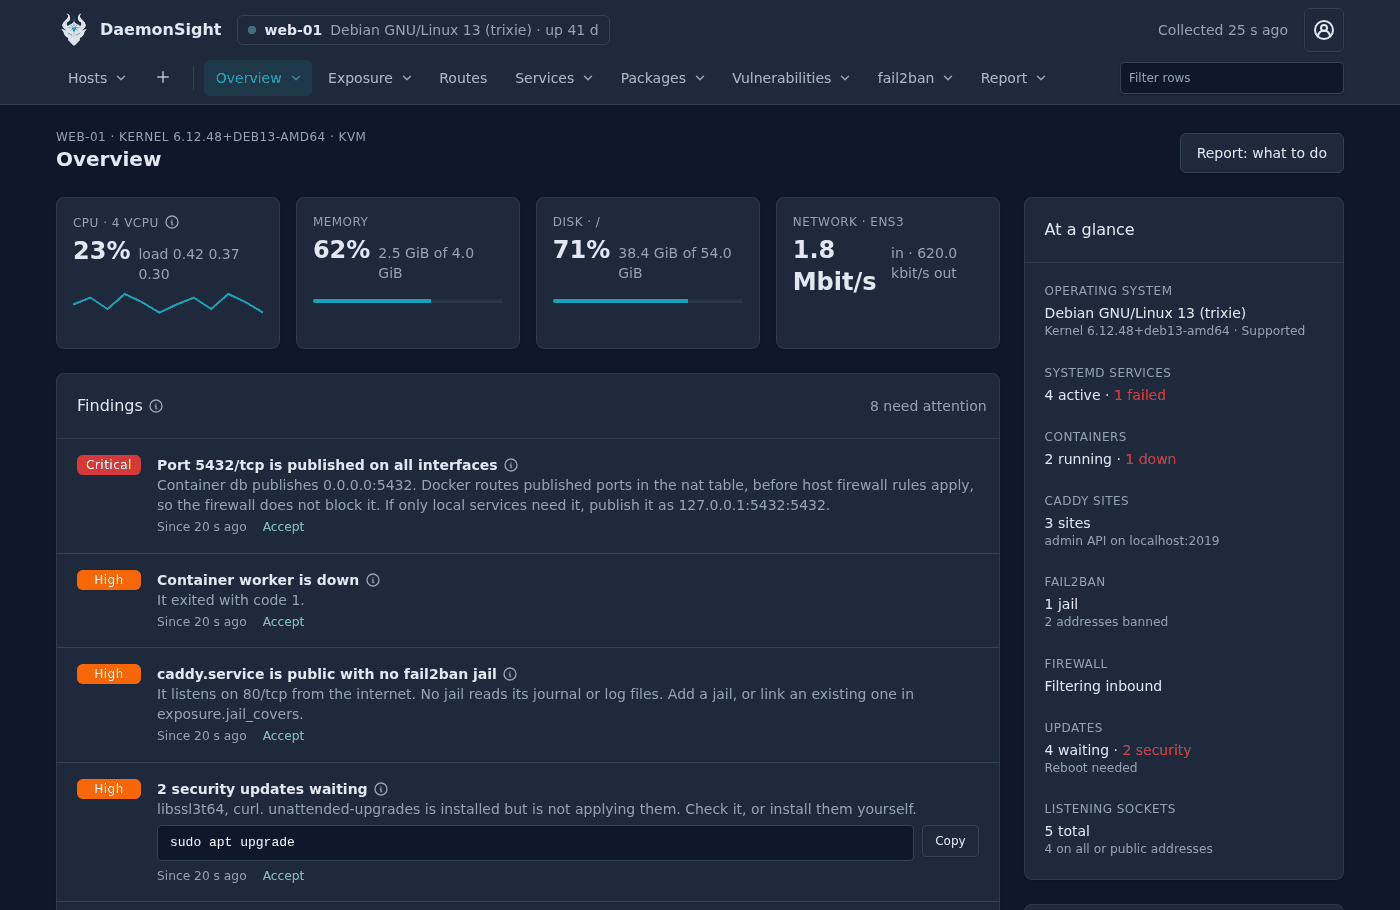 DaemonSight
web-01 Debian GNU/Linux 13 (trixie) · up 41 d
Collected 25 s ago
Hosts
+
Overview
Exposure
Routes
Services
Packages
Vulnerabilities
fail2ban
Report
Filter rows
WEB-01 · KERNEL 6.12.48+DEB13-AMD64 · KVM
Overview
Report: what to do
CPU · 4 VCPU
23% load 0.42 0.37
0.30
MEMORY
62% 2.5 GiB of 4.0
GiB
DISK · /
71% 38.4 GiB of 54.0
GiB
NETWORK · ENS3
1.8 in · 620.0
Mbit/s kbit/s out
Findings
8 need attention
Critical
Port 5432/tcp is published on all interfaces
Container db publishes 0.0.0.0:5432. Docker routes published ports in the nat table, before host firewall rules apply,
so the firewall does not block it. If only local services need it, publish it as 127.0.0.1:5432:5432.
Since 20 s ago Accept
High
Container worker is down
It exited with code 1.
Since 20 s ago Accept
High
caddy.service is public with no fail2ban jail
It listens on 80/tcp from the internet. No jail reads its journal or log files. Add a jail, or link an existing one in
exposure.jail_covers.
Since 20 s ago Accept
High
2 security updates waiting
libssl3t64, curl. unattended-upgrades is installed but is not applying them. Check it, or install them yourself.
sudo apt upgrade
Copy
Since 20 s ago Accept
At a glance
OPERATING SYSTEM
Debian GNU/Linux 13 (trixie)
Kernel 6.12.48+deb13-amd64 · Supported
SYSTEMD SERVICES
4 active · 1 failed
CONTAINERS
2 running · 1 down
CADDY SITES
3 sites
admin API on localhost:2019
FAIL2BAN
1 jail
2 addresses banned
FIREWALL
Filtering inbound
UPDATES
4 waiting · 2 security
Reboot needed
LISTENING SOCKETS
5 total
4 on all or public addresses